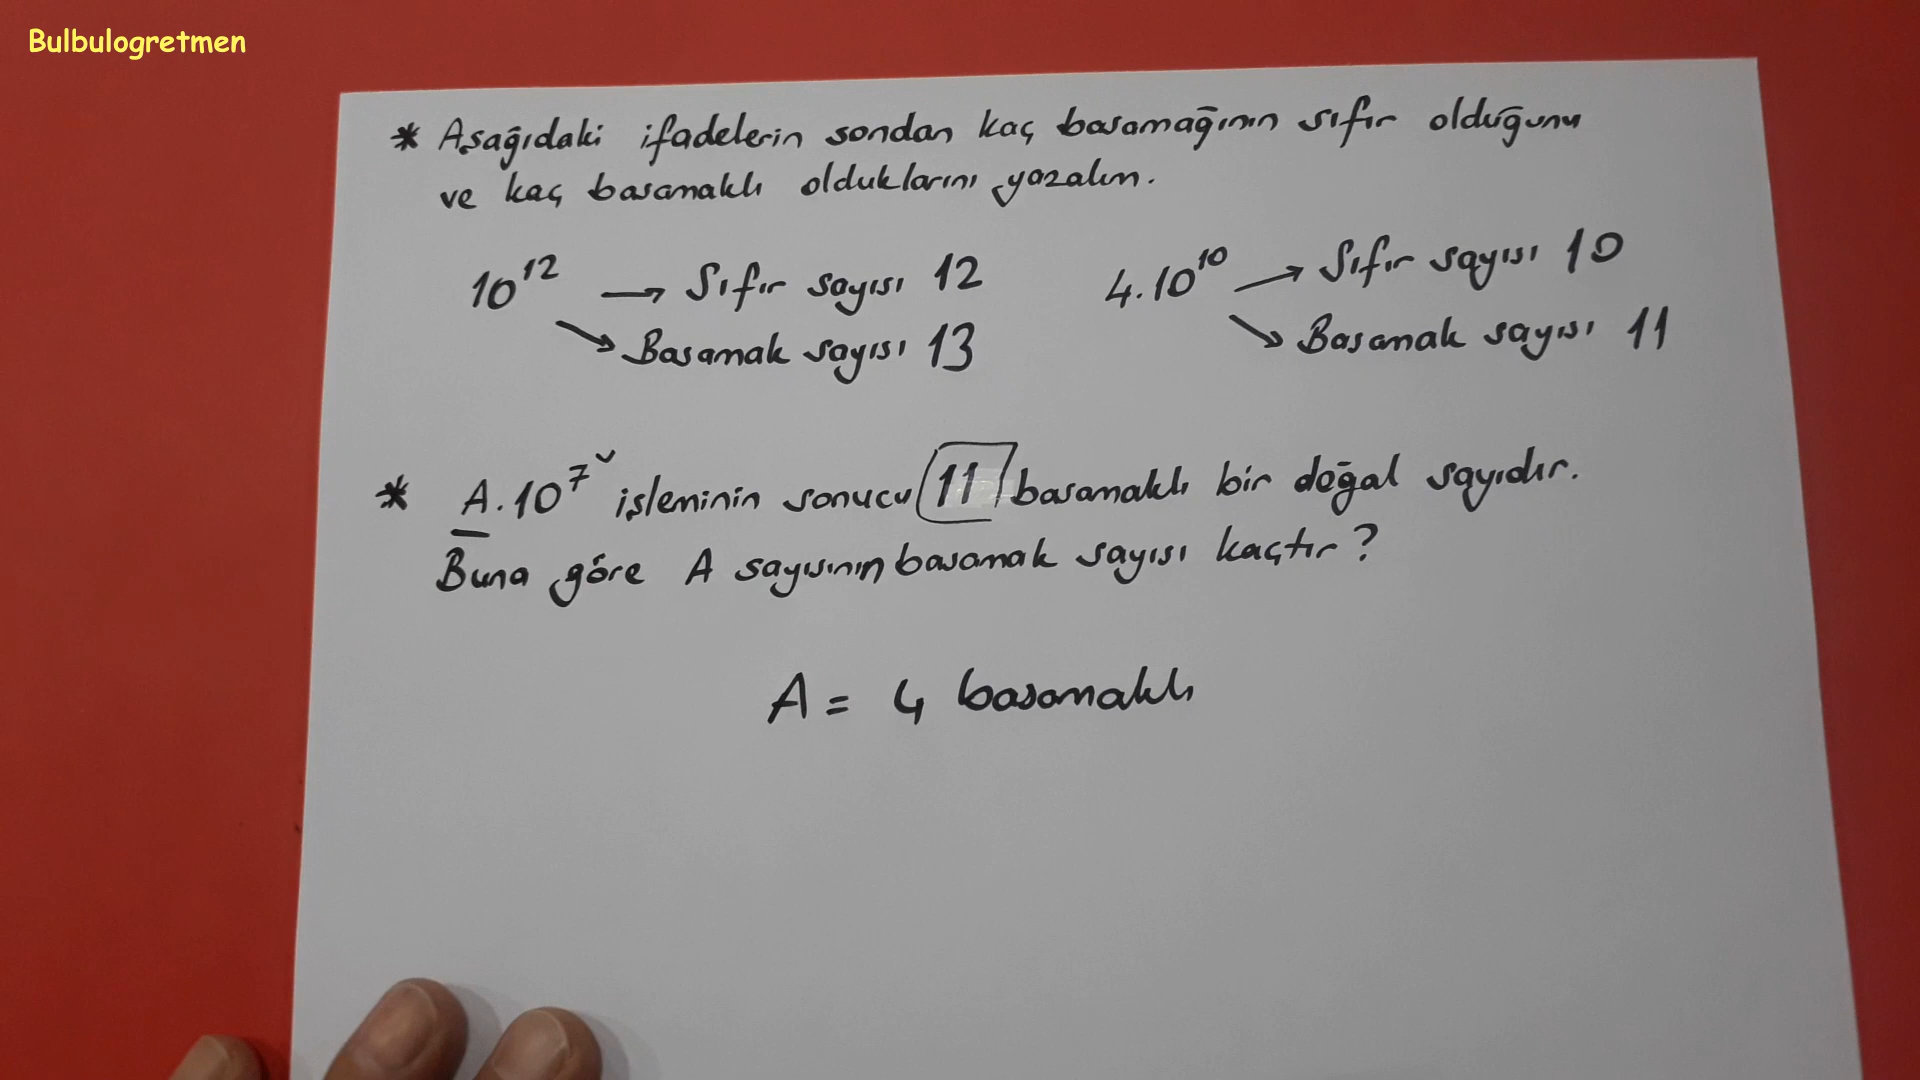 Bulbulogretmen
* Aşağıdaki ifadelerin sondan kaç basamağının sıfır olduğunu
ve kaç basamaklı olduklarını yazalım.
10¹² → Sıfır sayısı 12
↘ Basamak sayısı 13
4.10¹⁰ → Sıfır sayısı 10
↘ Basamak sayısı 11
* A.10⁷ işleminin sonucu 11 basamaklı bir doğal sayıdır.
Buna göre A sayısının basamak sayısı kaçtır?
A = 4 basamaklı